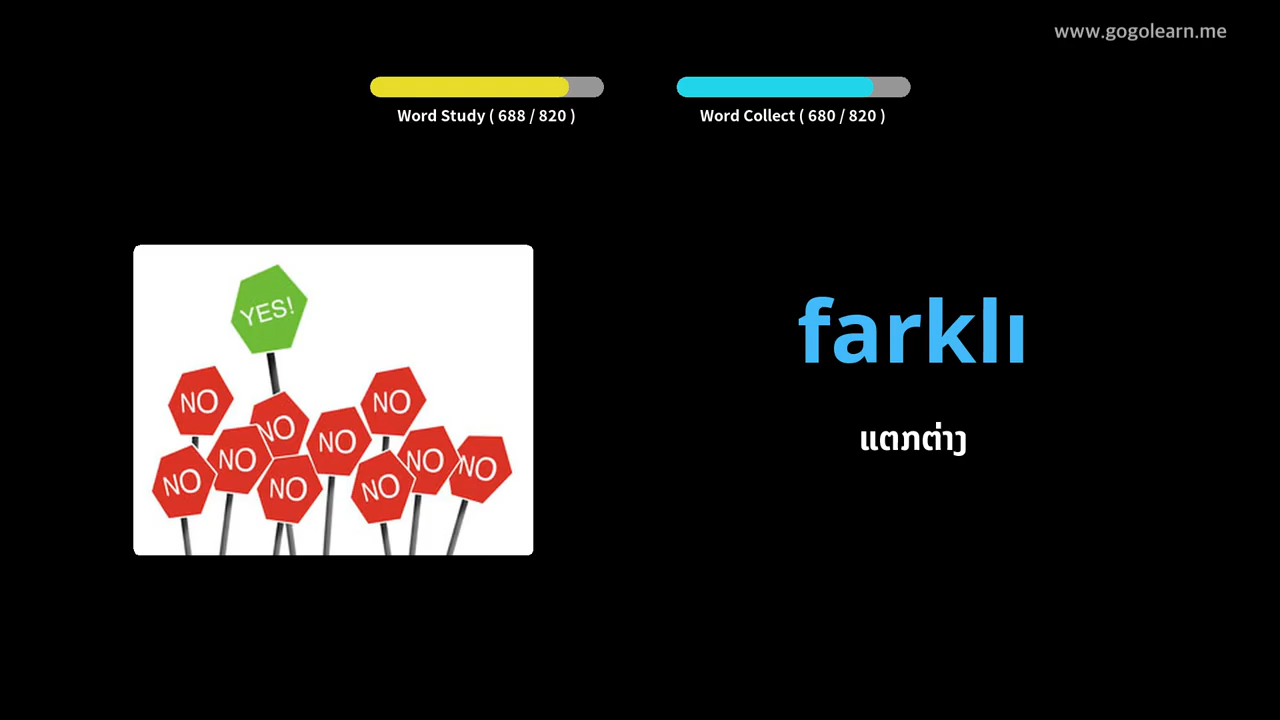 www.gogolearn.me
Word Study ( 688 / 820 )
Word Collect ( 680 / 820 )
YES!
NO
NO
NO
NO
NO
NO
NO
NO
NO
NO
farklı
ແຕກຕ່າງ